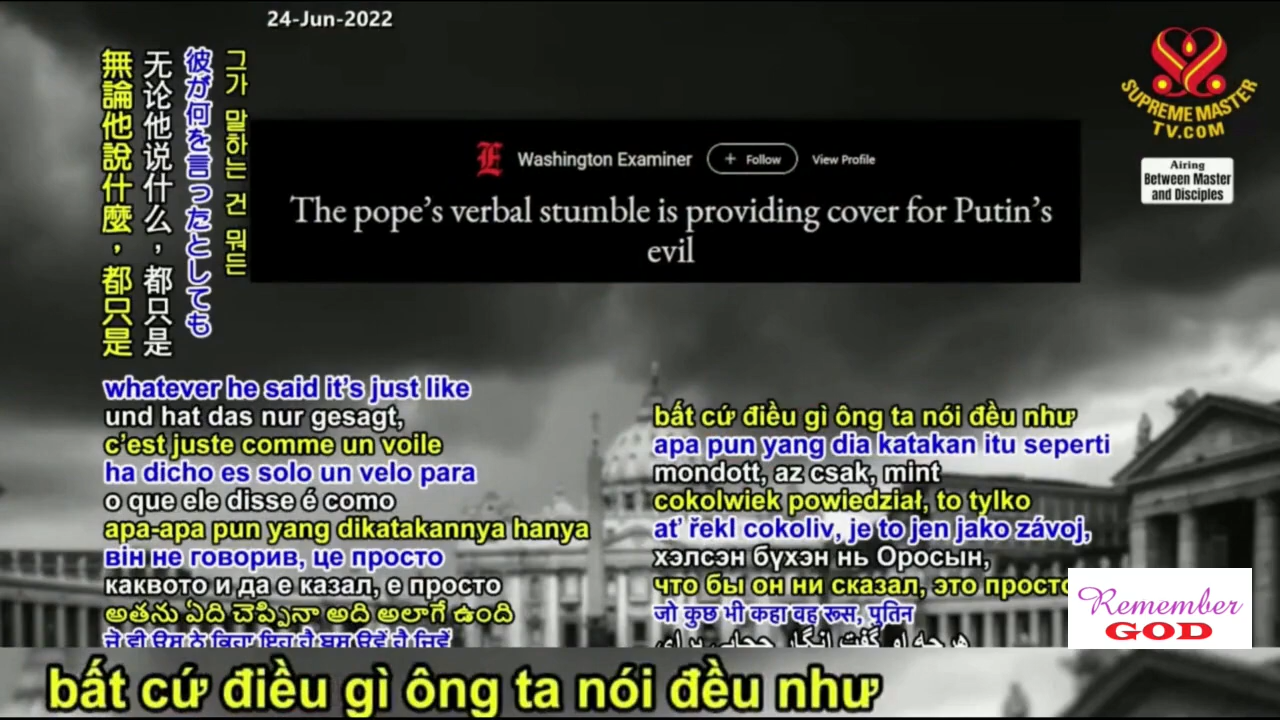 24-Jun-2022
SUPREME MASTER
TV.COM
Airing
Between Master
and Disciples
그가 말하는 건 뭐든
彼が何を言ったとしても
无论他说什么，都只是
無論他說什麼，都只是
Washington Examiner
+ Follow
View Profile
The pope’s verbal stumble is providing cover for Putin’s
evil
whatever he said it’s just like
und hat das nur gesagt,
c’est juste comme un voile
ha dicho es solo un velo para
o que ele disse é como
apa-apa pun yang dikatakannya hanya
він не говорив, це просто
каквото и да е казал, е просто
అతను ఏది చెప్పినా అది అలాగే ఉంది
bất cứ điều gì ông ta nói đều như
apa pun yang dia katakan itu seperti
mondott, az csak, mint
cokolwiek powiedział, to tylko
ať řekl cokoliv, je to jen jako závoj,
хэлсэн бүхэн нь Оросын,
что бы он ни сказал, это просто
जो कुछ भी कहा वह रूस, पुतिन
Remember
GOD
bất cứ điều gì ông ta nói đều như